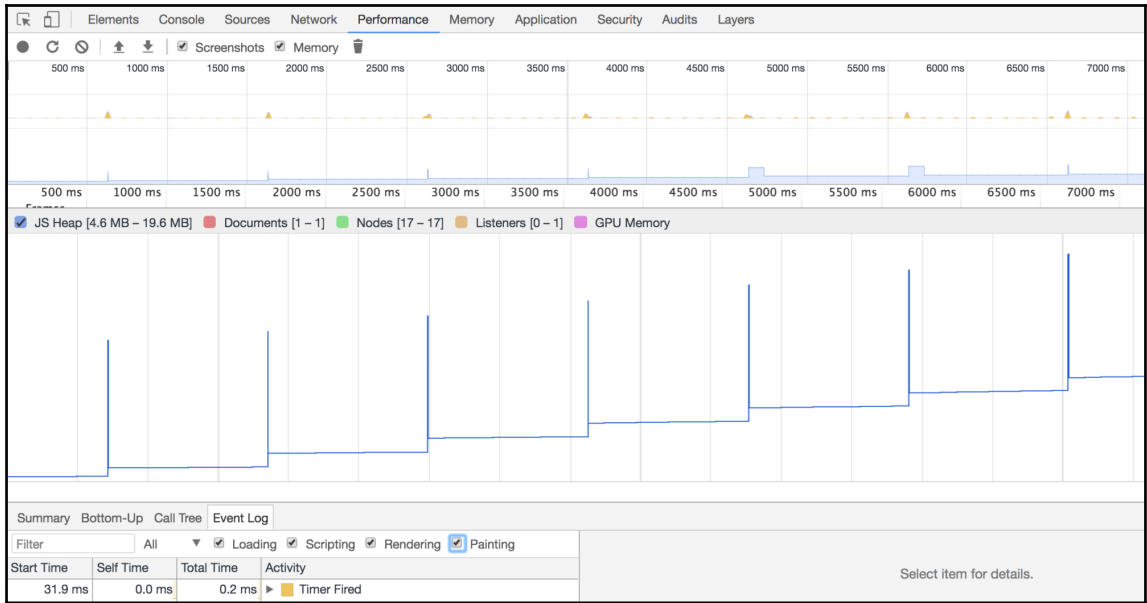 Elements Console Sources Network Performance Memory Application Security Audits Layers
Screenshots Memory
500 ms 1000 ms 1500 ms 2000 ms 2500 ms 3000 ms 3500 ms 4000 ms 4500 ms 5000 ms 5500 ms 6000 ms 6500 ms 7000 ms
500 ms 1000 ms 1500 ms 2000 ms 2500 ms 3000 ms 3500 ms 4000 ms 4500 ms 5000 ms 5500 ms 6000 ms 6500 ms 7000 ms
JS Heap [4.6 MB – 19.6 MB] Documents [1 – 1] Nodes [17 – 17] Listeners [0 – 1] GPU Memory
Summary Bottom-Up Call Tree Event Log
Filter All ▼ Loading Scripting Rendering Painting
Start Time Self Time Total Time Activity
Select item for details.
31.9 ms 0.0 ms 0.2 ms ▶ Timer Fired